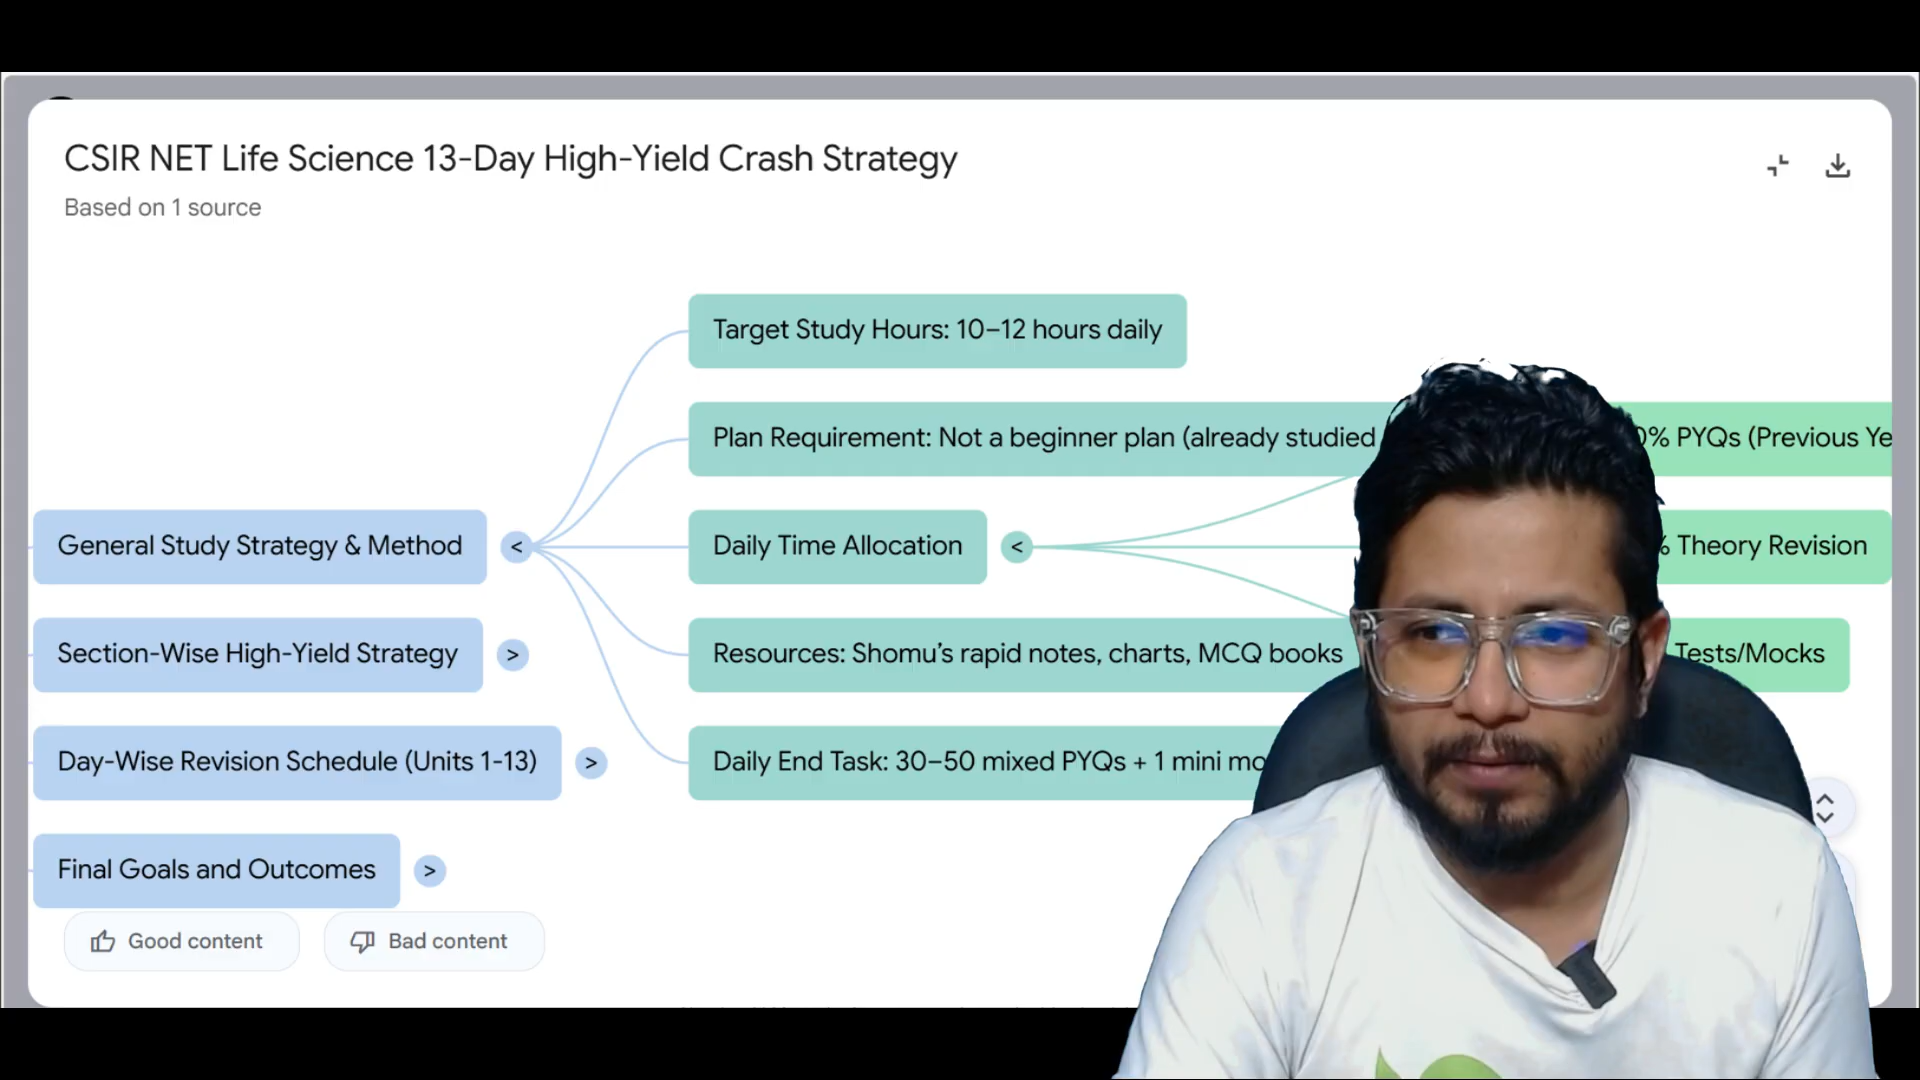 CSIR NET Life Science 13-Day High-Yield Crash Strategy
Based on 1 source
Target Study Hours: 10–12 hours daily
Plan Requirement: Not a beginner plan (already studied
% PYQs (Previous
General Study Strategy & Method <
Daily Time Allocation <
% Theory Revision
Section-Wise High-Yield Strategy >
Resources: Shomu’s rapid notes, charts, MCQ books
Tests/Mocks
Day-Wise Revision Schedule (Units 1-13) >
Daily End Task: 30–50 mixed PYQs + 1 mini
Final Goals and Outcomes >
Good content
Bad content